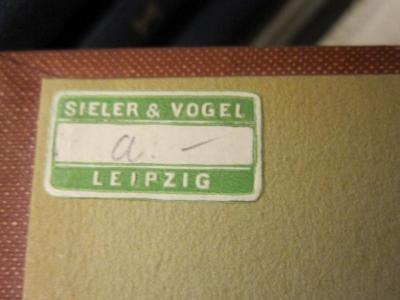 SIELER & VOGEL
a. –
LEIPZIG